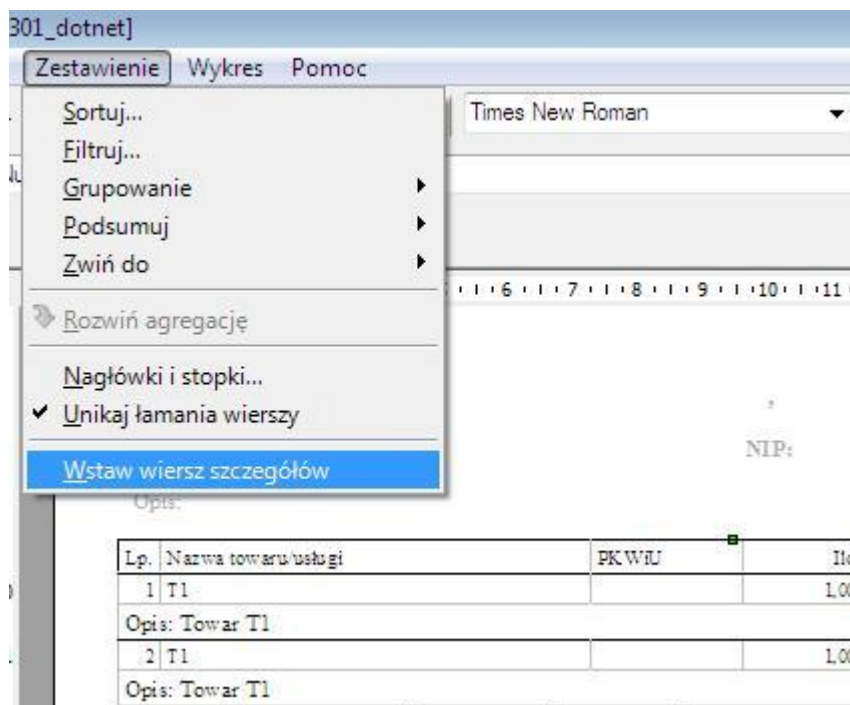 301_dotnet]
Zestawienie Wykres Pomoc
Sortuj... Times New Roman
Filtruj...
Grupowanie
Podsumuj
Zwiń do
6 7 8 9 10 11
Rozwiń agregację
Nagłówki i stopki...
Unikaj łamania wierszy
,
NIP:
Wstaw wiersz szczegółów
Opis:
Lp. Nazwa towaru/usługi PKWiU
1 T1 1,00
Opis: Towar T1
2 T1 1,00
Opis: Towar T1